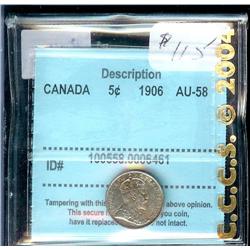 $115
Description
CANADA 5¢ 1906 AU-58
ID# 100558.0006461
Tampering with this above opinion.
This secure you coin,
have it replace not intact.
C.C.C.S. © 2004